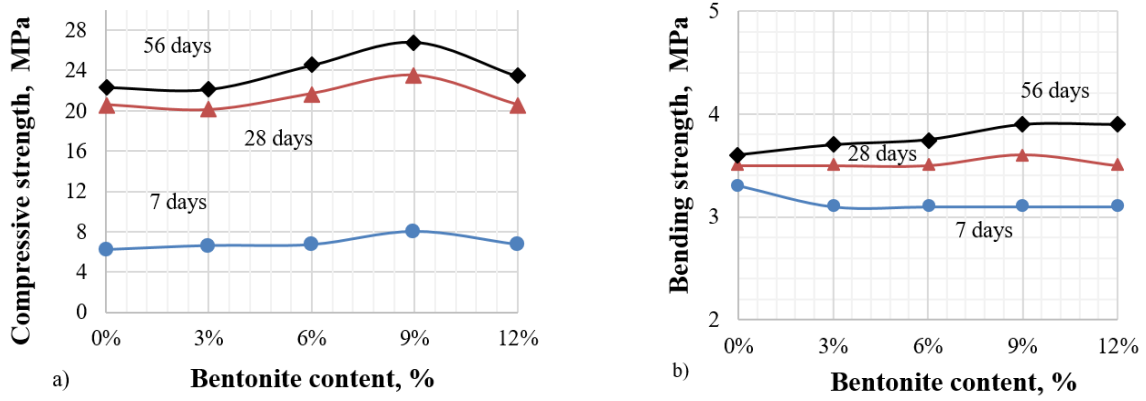 Compressive strength, MPa
28
24
20
16
12
8
4
0
56 days
28 days
7 days
0% 3% 6% 9% 12%
Bentonite content, %
a)
Bending strength, MPa
5
4
3
2
56 days
28 days
7 days
0% 3% 6% 9% 12%
Bentonite content, %
b)